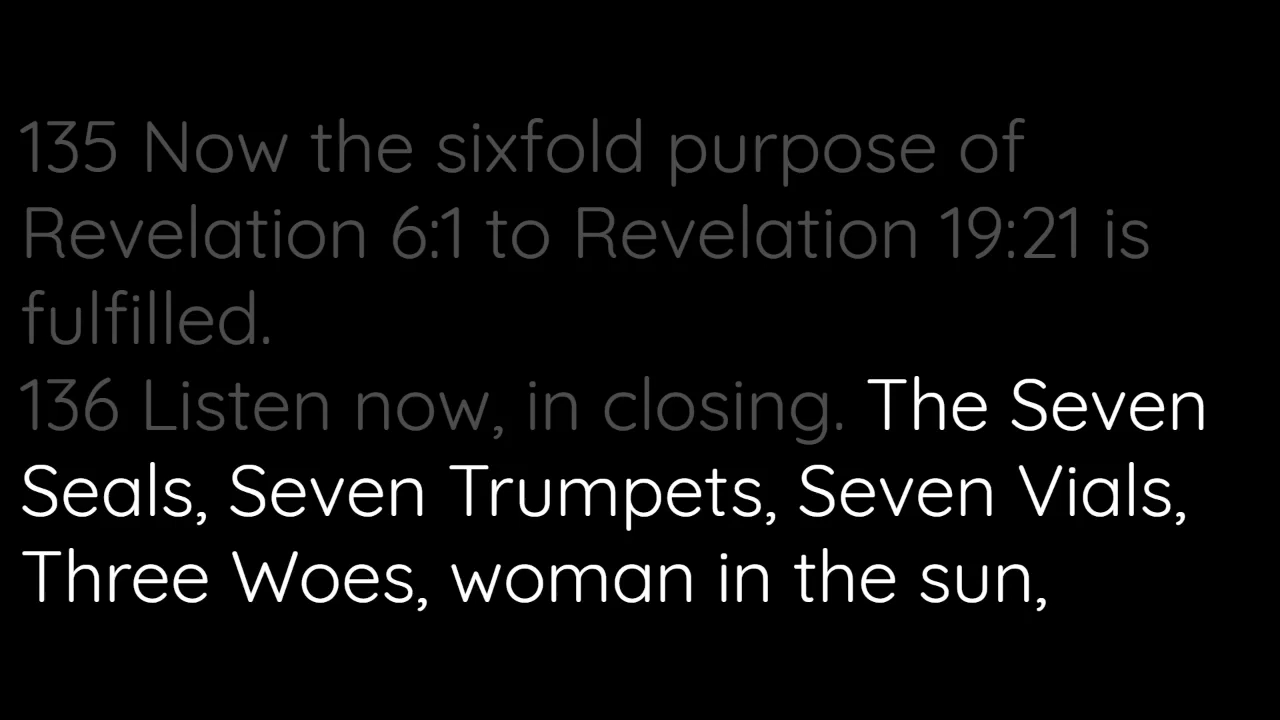 135 Now the sixfold purpose of
Revelation 6:1 to Revelation 19:21 is
fulfilled.
136 Listen now, in closing. The Seven
Seals, Seven Trumpets, Seven Vials,
Three Woes, woman in the sun,